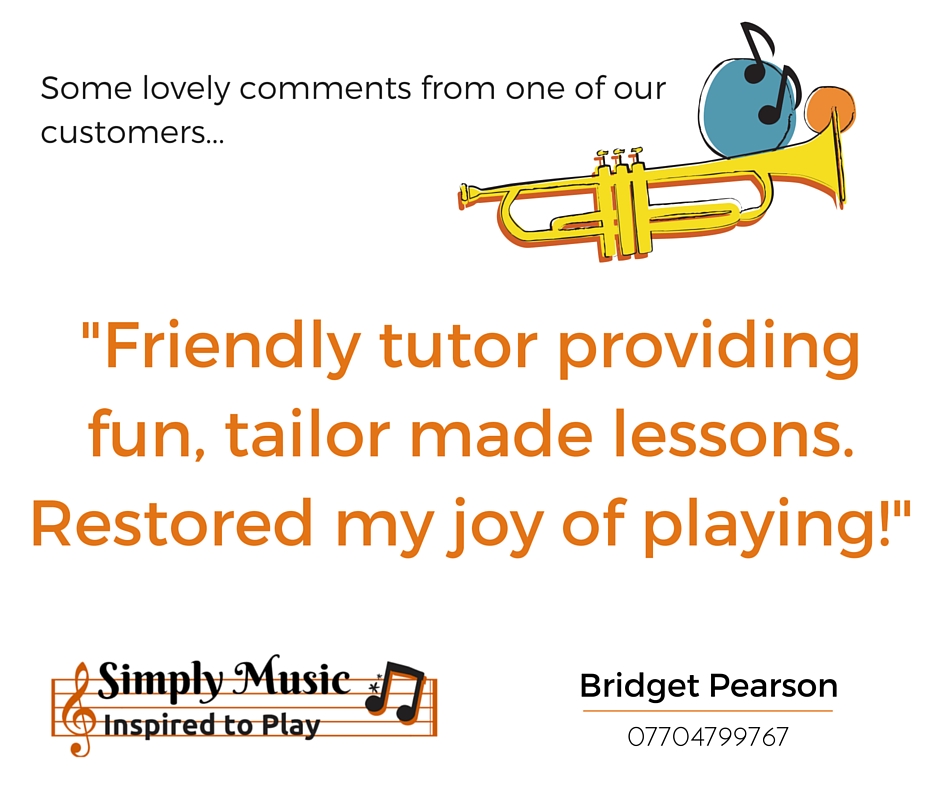 Some lovely comments from one of our
customers...
"Friendly tutor providing
fun, tailor made lessons.
Restored my joy of playing!"
Simply Music
Inspired to Play
Bridget Pearson
07704799767